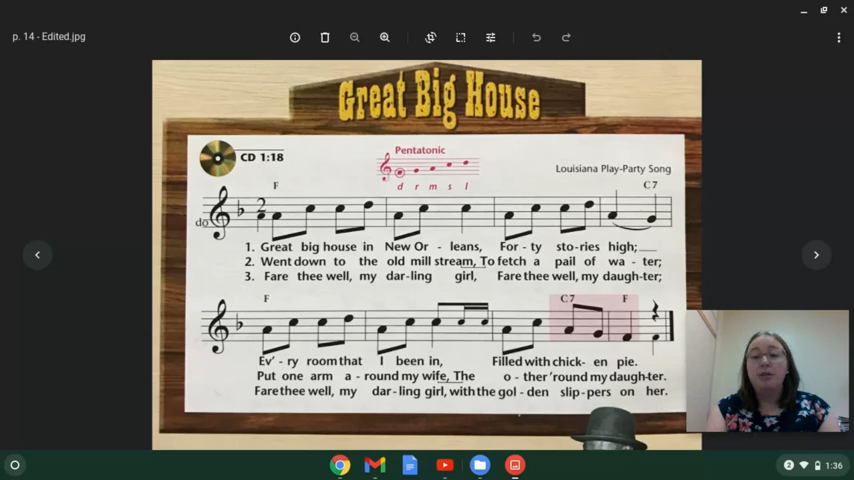 p. 14 - Edited.jpg
Great Big House
CD 1:18
Pentatonic
d r m s l
Louisiana Play-Party Song
F C7
do
2
1. Great big house in New Or - leans, For - ty sto - ries high;
2. Went down to the old mill stream, To fetch a pail of wa - ter;
3. Fare thee well, my dar - ling girl, Fare thee well, my daugh - ter;
F C7 F
Ev' - ry room that I been in, Filled with chick - en pie.
Put one arm a - round my wife, The o - ther 'round my daugh - ter.
Fare thee well, my dar - ling girl, with the gol - den slip - pers on her.
2 1:36